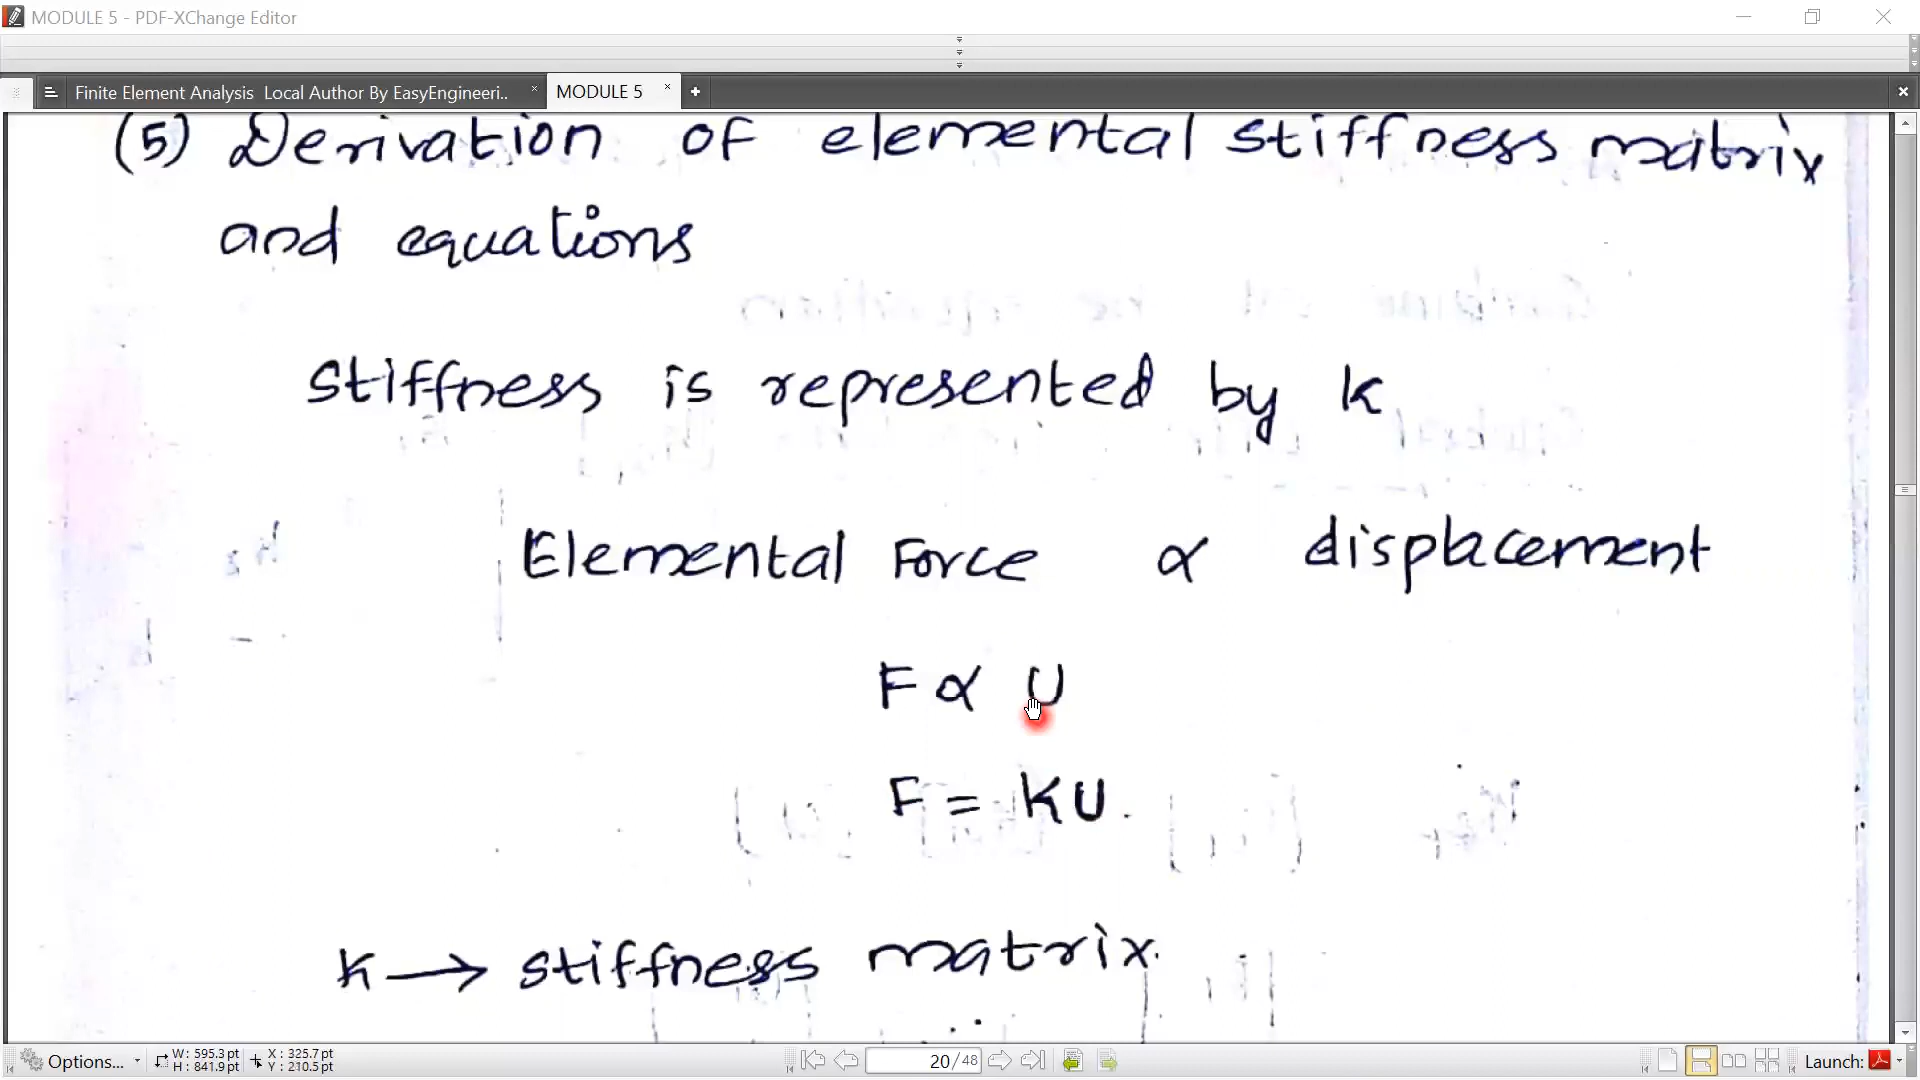 MODULE 5 - PDF-XChange Editor
Finite Element Analysis Local Author By EasyEngineeri..
MODULE 5
(5) Derivation of elemental stiffness matrix
and equations
stiffness is represented by k
Elemental Force ∝ displacement
F ∝ U
F = KU.
k → stiffness matrix.
Options...
W: 595.3 pt
H: 841.9 pt
X: 325.7 pt
Y: 210.5 pt
20 / 48
Launch: